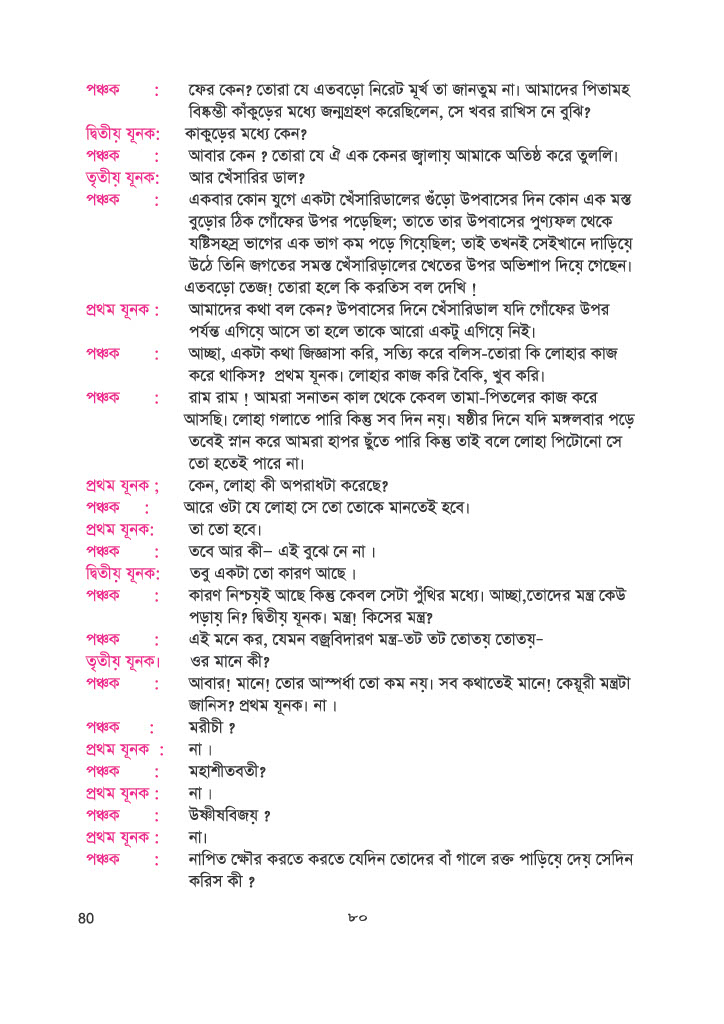 পঞ্চক : ফের কেন? তোরা যে এতবড়ো নিরেট মূর্খ তা জানতুম না। আমাদের পিতামহ
বিষ্কম্ভী কাঁকুড়ের মধ্যে জন্মগ্রহণ করেছিলেন, সে খবর রাখিস নে বুঝি?
দ্বিতীয় যূনক: কাকুড়ের মধ্যে কেন?
পঞ্চক : আবার কেন ? তোরা যে ঐ এক কেনর জ্বালায় আমাকে অতিষ্ঠ করে তুললি।
তৃতীয় যূনক: আর খেঁসারির ডাল?
পঞ্চক : একবার কোন যুগে একটা খেঁসারিডালের গুঁড়ো উপবাসের দিন কোন এক মস্ত
বুড়োর ঠিক গোঁফের উপর পড়েছিল; তাতে তার উপবাসের পুণ্যফল থেকে
যষ্টিসহস্র ভাগের এক ভাগ কম পড়ে গিয়েছিল; তাই তখনই সেইখানে দাড়িয়ে
উঠে তিনি জগতের সমস্ত খেঁসারিড়ালের খেতের উপর অভিশাপ দিয়ে গেছেন।
এতবড়ো তেজ! তোরা হলে কি করতিস বল দেখি !
প্রথম যূনক : আমাদের কথা বল কেন? উপবাসের দিনে খেঁসারিডাল যদি গোঁফের উপর
পর্যন্ত এগিয়ে আসে তা হলে তাকে আরো একটু এগিয়ে নিই।
পঞ্চক : আচ্ছা, একটা কথা জিজ্ঞাসা করি, সত্যি করে বলিস-তোরা কি লোহার কাজ
করে থাকিস? প্রথম যূনক। লোহার কাজ করি বৈকি, খুব করি।
পঞ্চক : রাম রাম ! আমরা সনাতন কাল থেকে কেবল তামা-পিতলের কাজ করে
আসছি। লোহা গলাতে পারি কিন্তু সব দিন নয়। ষষ্ঠীর দিনে যদি মঙ্গলবার পড়ে
তবেই স্নান করে আমরা হাপর ছুঁতে পারি কিন্তু তাই বলে লোহা পিটোনো সে
তো হতেই পারে না।
প্রথম যূনক ; কেন, লোহা কী অপরাধটা করেছে?
পঞ্চক : আরে ওটা যে লোহা সে তো তোকে মানতেই হবে।
প্রথম যূনক: তা তো হবে।
পঞ্চক : তবে আর কী– এই বুঝে নে না ।
দ্বিতীয় যূনক: তবু একটা তো কারণ আছে ।
পঞ্চক : কারণ নিশ্চয়ই আছে কিন্তু কেবল সেটা পুঁথির মধ্যে। আচ্ছা,তোদের মন্ত্র কেউ
পড়ায় নি? দ্বিতীয় যূনক। মন্ত্র! কিসের মন্ত্র?
পঞ্চক : এই মনে কর, যেমন বজ্রবিদারণ মন্ত্র-তট তট তোতয় তোতয়–
তৃতীয় যূনক। ওর মানে কী?
পঞ্চক : আবার! মানে! তোর আস্পর্ধা তো কম নয়। সব কথাতেই মানে! কেয়ূরী মন্ত্রটা
জানিস? প্রথম যূনক। না ।
পঞ্চক : মরীচী ?
প্রথম যূনক : না ।
পঞ্চক : মহাশীতবতী?
প্রথম যূনক : না ।
পঞ্চক : উষ্ণীষবিজয় ?
প্রথম যূনক : না।
পঞ্চক : নাপিত ক্ষৌর করতে করতে যেদিন তোদের বাঁ গালে রক্ত পাড়িয়ে দেয় সেদিন
করিস কী ?
80 ৮০